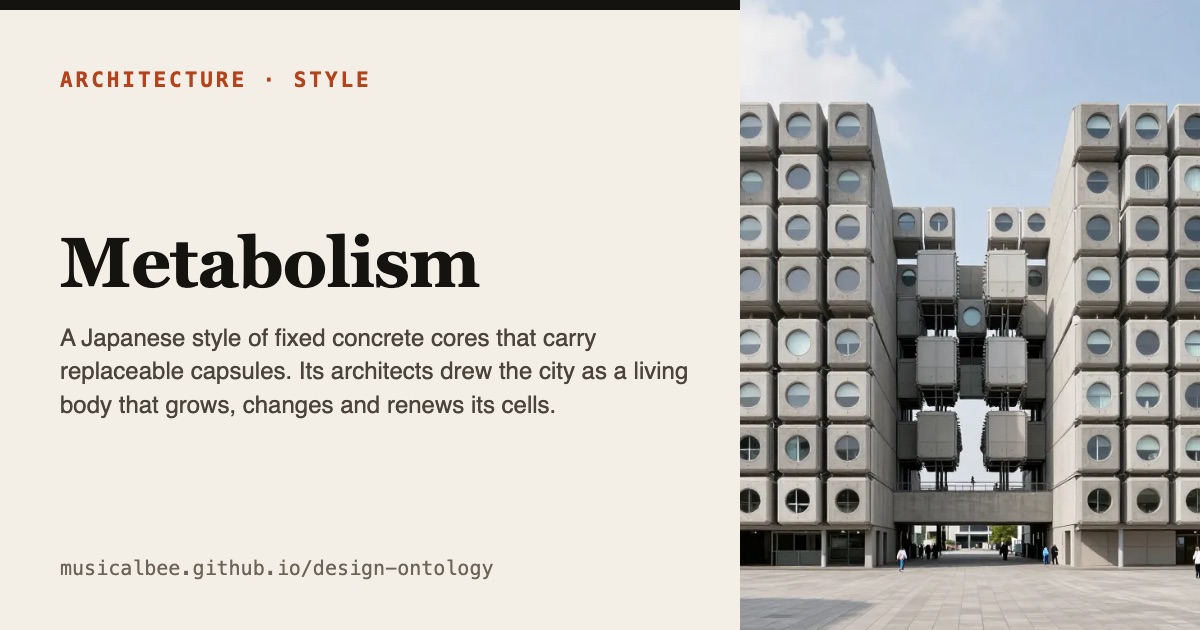 ARCHITECTURE · STYLE
Metabolism
A Japanese style of fixed concrete cores that carry
replaceable capsules. Its architects drew the city as a living
body that grows, changes and renews its cells.
musicalbee.github.io/design-ontology